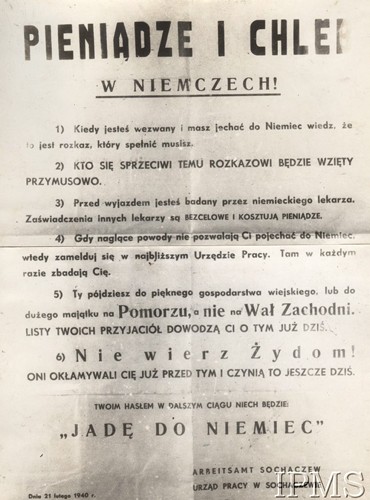 PIENIĄDZE I CHLEB
W NIEMCZECH!
1) Kiedy jesteś wezwany i masz jechać do Niemiec wiedz, że
to jest rozkaz, który spełnić musisz.
2) KTO SIĘ SPRZECIWI TEMU ROZKAZOWI BĘDZIE WZIĘTY
PRZYMUSOWO.
3) Przed wyjazdem jesteś badany przez niemieckiego lekarza.
Zaświadczenia innych lekarzy są BEZCELOWE I KOSZTUJĄ PIENIĄDZE.
4) Gdy naglące powody nie pozwalają Ci pojechać do Niemiec,
wtedy zamelduj się w najbliższym Urzędzie Pracy. Tam w każdym
razie zbadają Cię.
5) Ty pójdziesz do pięknego gospodarstwa wiejskiego, lub do
dużego majątku na Pomorzu, a nie na Wał Zachodni.
LISTY TWOICH PRZYJACIÓŁ DOWODZĄ CI O TYM JUŻ DZIŚ.
6) Nie wierz Żydom!
ONI OKŁAMYWALI CIĘ JUŻ PRZED TYM I CZYNIĄ TO JESZCZE DZIŚ.
TWOIM HASŁEM W DALSZYM CIĄGU NIECH BĘDZIE:
„JADĘ DO NIEMIEC"
ARBEITSAMT SOCHACZEW
URZĄD PRACY W SOCHACZEWIE
Dnia 21 lutego 1940 r.
IPMS